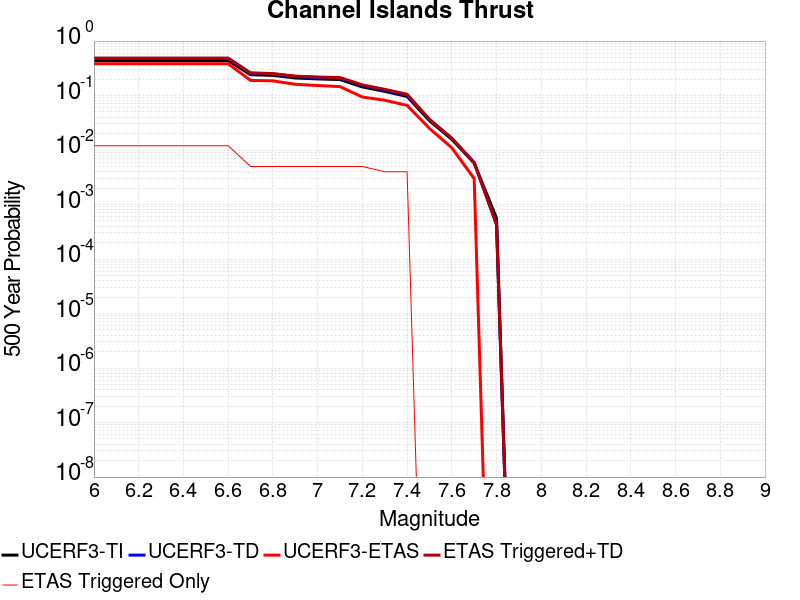 Channel Islands Thrust
10^0
10^-1
10^-2
10^-3
10^-4
10^-5
10^-6
10^-7
10^-8
500 Year Probability
6 6.2 6.4 6.6 6.8 7 7.2 7.4 7.6 7.8 8 8.2 8.4 8.6 8.8 9
Magnitude
UCERF3-TI UCERF3-TD UCERF3-ETAS ETAS Triggered+TD
ETAS Triggered Only